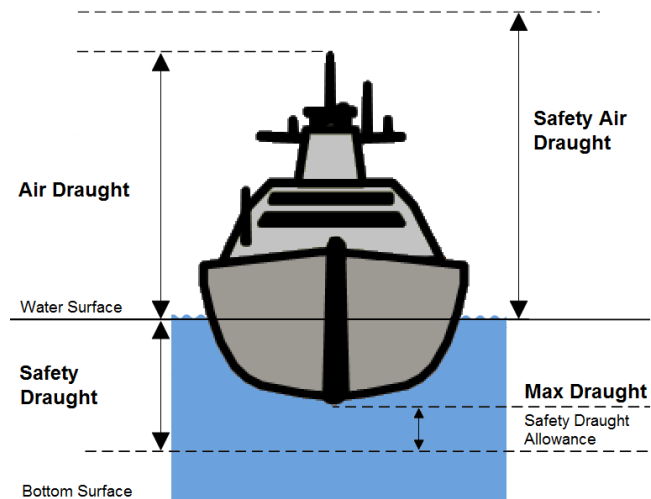 Safety Air
Draught
Air Draught
Water Surface
Safety
Draught
Max Draught
Safety Draught
Allowance
Bottom Surface